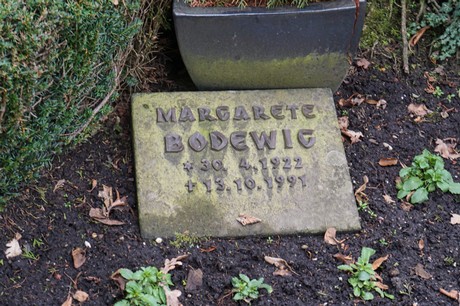 MARGARETE
BODEWIG
* 30. 4. 1922
✝ 13. 10. 1991